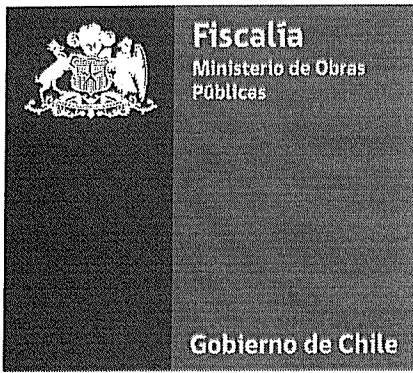 Fiscalía
Ministerio de Obras
Públicas
Gobierno de Chile